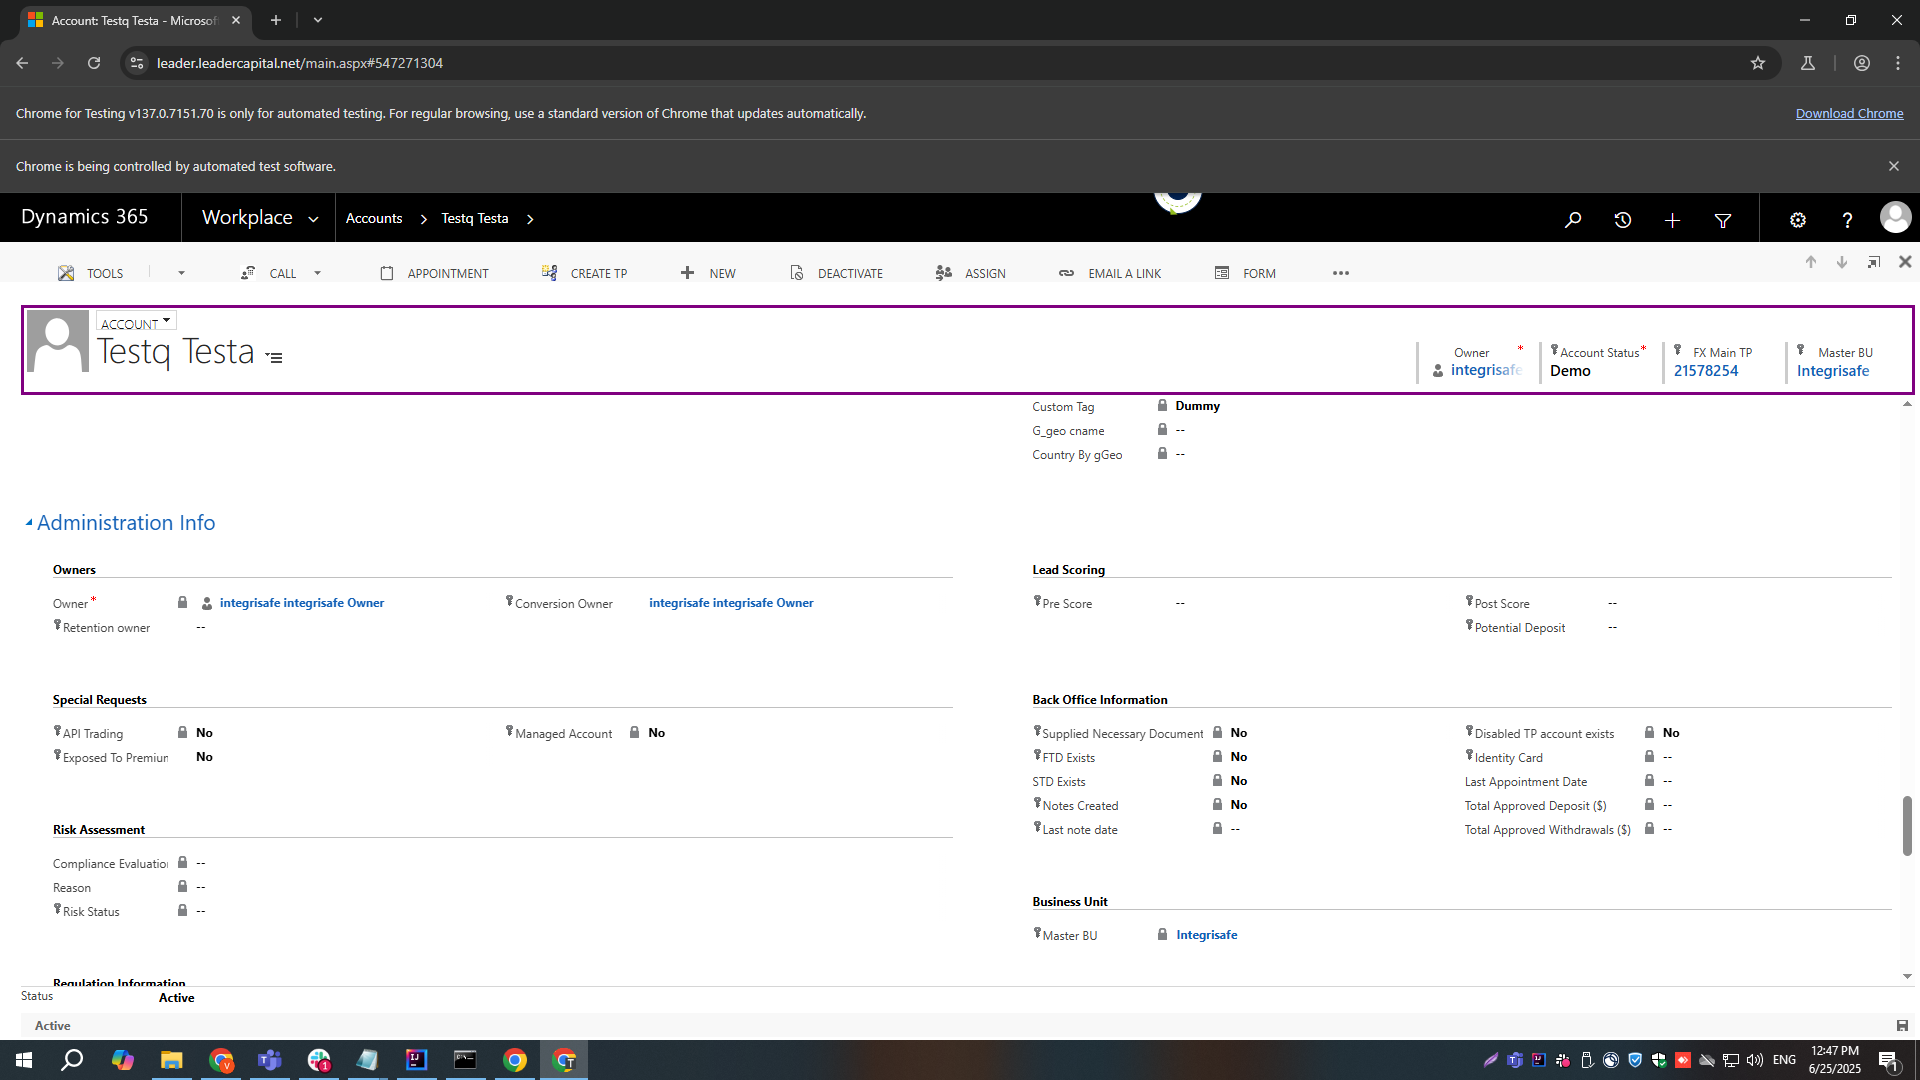 Account: Testq Testa - Microsof
leader.leadercapital.net/main.aspx#547271304
Chrome for Testing v137.0.7151.70 is only for automated testing. For regular browsing, use a standard version of Chrome that updates automatically.
Download Chrome
Chrome is being controlled by automated test software.
Dynamics 365
Workplace
Accounts
Testq Testa
TOOLS
CALL
APPOINTMENT
CREATE TP
NEW
DEACTIVATE
ASSIGN
EMAIL A LINK
FORM
ACCOUNT
Testq Testa
Owner *
integrisafe
Account Status *
Demo
FX Main TP
21578254
Master BU
Integrisafe
Custom Tag Dummy
G_geo cname --
Country By gGeo --
Administration Info
Owners
Owner * integrisafe integrisafe Owner
Conversion Owner integrisafe integrisafe Owner
Retention owner --
Lead Scoring
Pre Score --
Post Score --
Potential Deposit --
Special Requests
API Trading No
Managed Account No
Exposed To Premiun No
Back Office Information
Supplied Necessary Document No
Disabled TP account exists No
FTD Exists No
Identity Card --
STD Exists No
Last Appointment Date --
Notes Created No
Total Approved Deposit ($) --
Last note date --
Total Approved Withdrawals ($) --
Risk Assessment
Compliance Evaluatio --
Reason --
Risk Status --
Business Unit
Master BU Integrisafe
Regulation Information
Status Active
Active
ENG
12:47 PM
6/25/2025